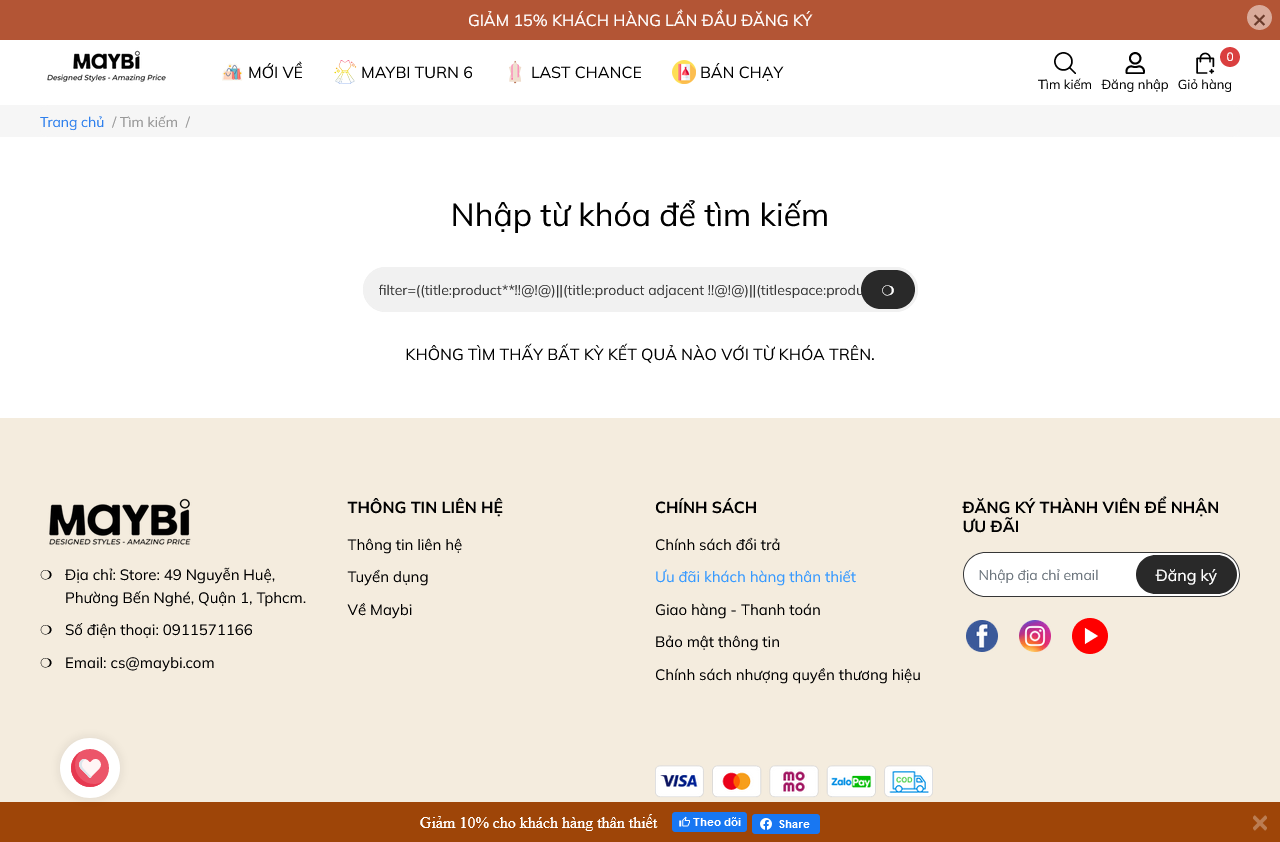 GIẢM 15% KHÁCH HÀNG LẦN ĐẦU ĐĂNG KÝ
MAYBI
Designed Styles - Amazing Price
MỚI VỀ
MAYBI TURN 6
LAST CHANCE
BÁN CHẠY
Tìm kiếm
Đăng nhập
0
Giỏ hàng
Trang chủ / Tìm kiếm /
Nhập từ khóa để tìm kiếm
filter=((title:product**!!@!@)||(title:product adjacent !!@!@)||(titlespace:produ
KHÔNG TÌM THẤY BẤT KỲ KẾT QUẢ NÀO VỚI TỪ KHÓA TRÊN.
MAYBI
DESIGNED STYLES - AMAZING PRICE
Địa chỉ: Store: 49 Nguyễn Huệ,
Phường Bến Nghé, Quận 1, Tphcm.
Số điện thoại: 0911571166
Email: cs@maybi.com
THÔNG TIN LIÊN HỆ
Thông tin liên hệ
Tuyển dụng
Về Maybi
CHÍNH SÁCH
Chính sách đổi trả
Ưu đãi khách hàng thân thiết
Giao hàng - Thanh toán
Bảo mật thông tin
Chính sách nhượng quyền thương hiệu
ĐĂNG KÝ THÀNH VIÊN ĐỂ NHẬN
ƯU ĐÃI
Nhập địa chỉ email
Đăng ký
VISA
mo
mo
ZaloPay
COD
Giảm 10% cho khách hàng thân thiết
Theo dõi
Share